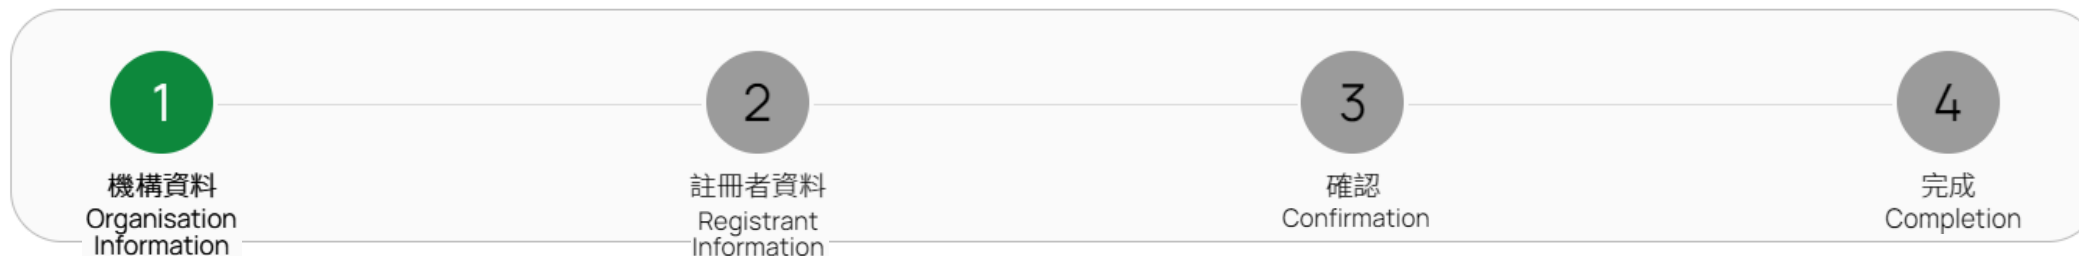 1
機構資料
Organisation
Information
2
註冊者資料
Registrant
Information
3
確認
Confirmation
4
完成
Completion